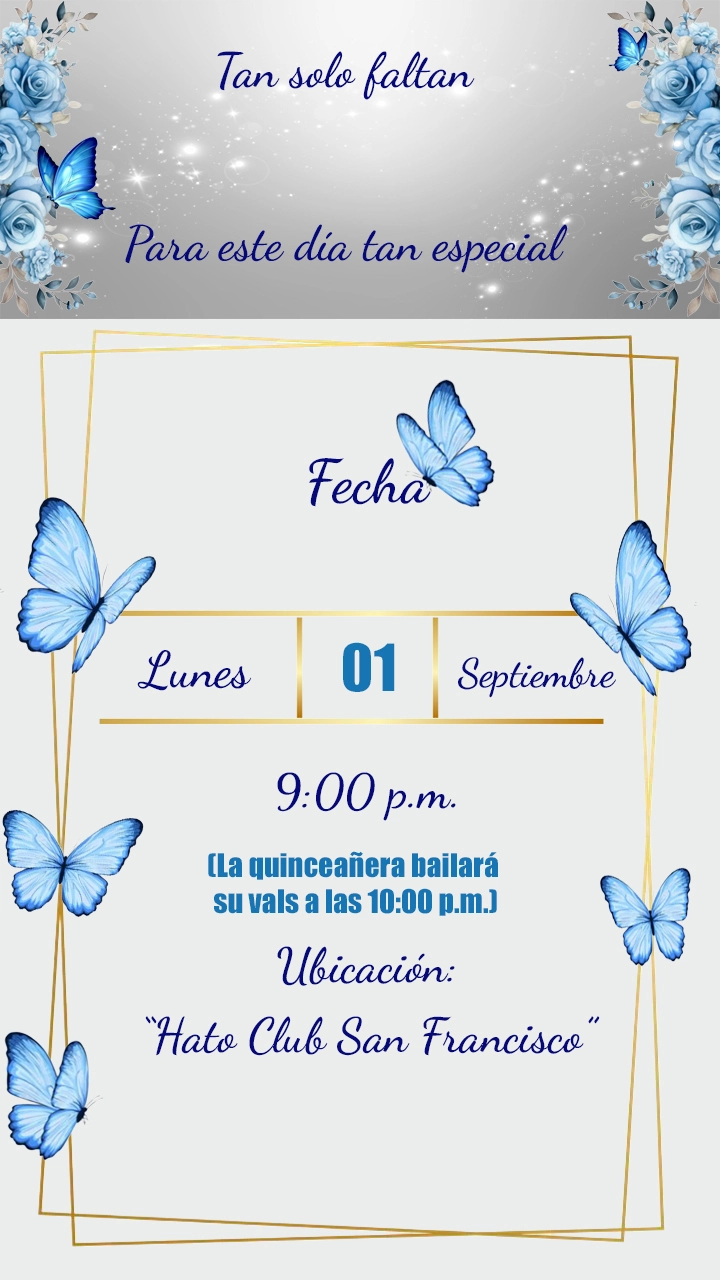 Tan solo faltan
Para este día tan especial
Fecha
Lunes 01 Septiembre
9:00 p.m.
(La quinceañera bailará
su vals a las 10:00 p.m.)
Ubicación:
“Hato Club San Francisco”